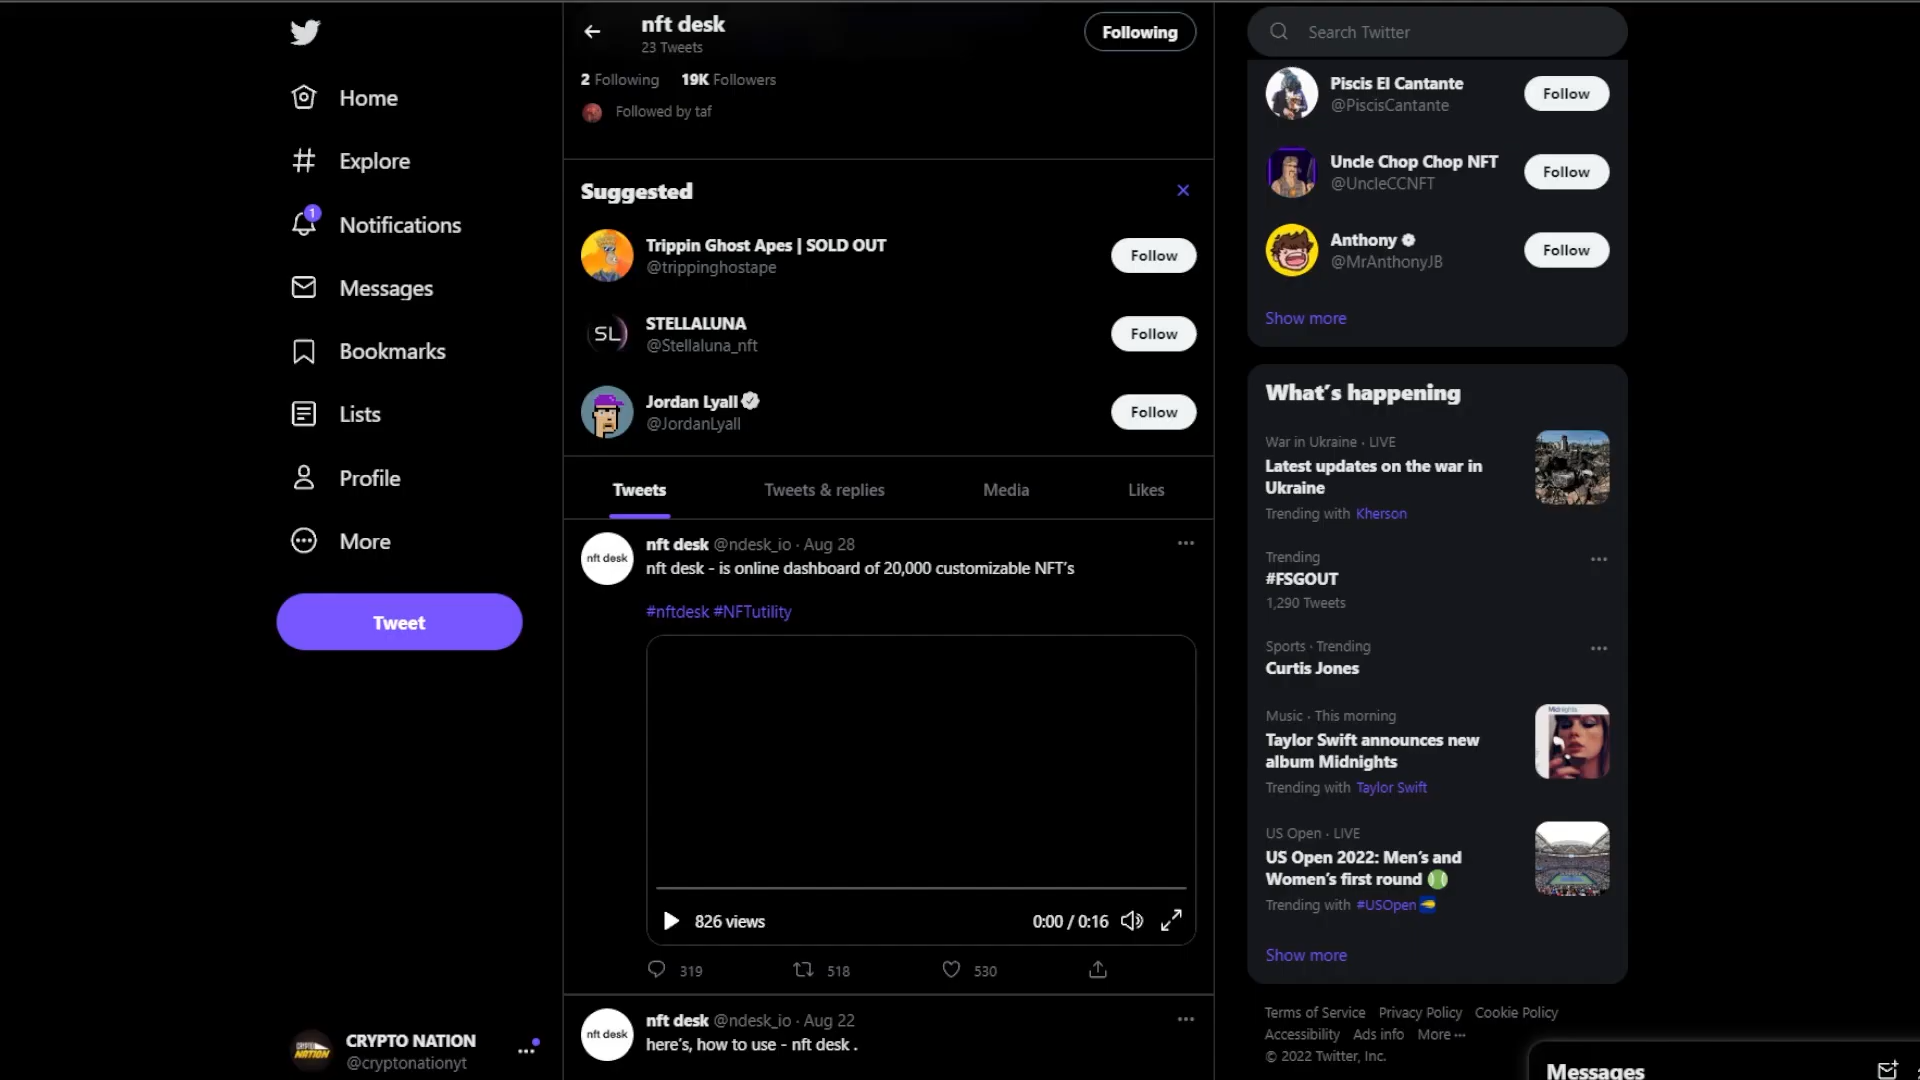 Home
Explore
1
Notifications
Messages
Bookmarks
Lists
Profile
More
Tweet
CRYPTO NATION
@cryptonationyt
nft desk
23 Tweets
Following
2 Following 19K Followers
Followed by taf
Suggested
Trippin Ghost Apes | SOLD OUT
@trippinghostape
Follow
SL
STELLALUNA
@Stellaluna_nft
Follow
Jordan Lyall
@JordanLyall
Follow
Tweets Tweets & replies Media Likes
nft desk
nft desk @ndesk_io · Aug 28
nft desk - is online dashboard of 20,000 customizable NFT's
#nftdesk #NFTutility
826 views
0:00 / 0:16
319 518 530
nft desk
nft desk @ndesk_io · Aug 22
here's, how to use - nft desk .
Search Twitter
Piscis El Cantante
@PiscisCantante
Follow
Uncle Chop Chop NFT
@UncleCCNFT
Follow
Anthony
@MrAnthonyJB
Follow
Show more
What's happening
War in Ukraine · LIVE
Latest updates on the war in
Ukraine
Trending with Kherson
Trending
#FSGOUT
1,290 Tweets
Sports · Trending
Curtis Jones
Music · This morning
Taylor Swift announces new
album Midnights
Trending with Taylor Swift
Midnights
US Open · LIVE
US Open 2022: Men's and
Women's first round
Trending with #USOpen
Show more
Terms of Service Privacy Policy Cookie Policy
Accessibility Ads info More ···
© 2022 Twitter, Inc.
Messages